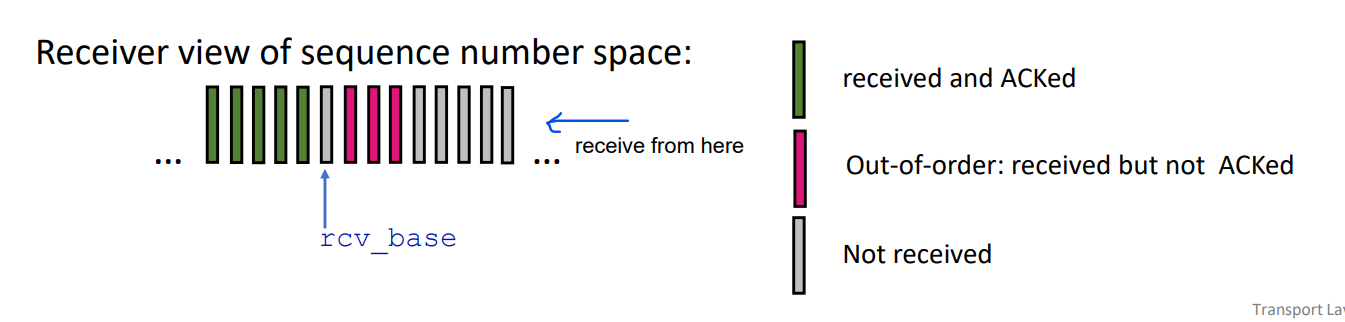 Receiver view of sequence number space:
received and ACKed
... ... receive from here
Out-of-order: received but not ACKed
rcv_base
Not received
Transport